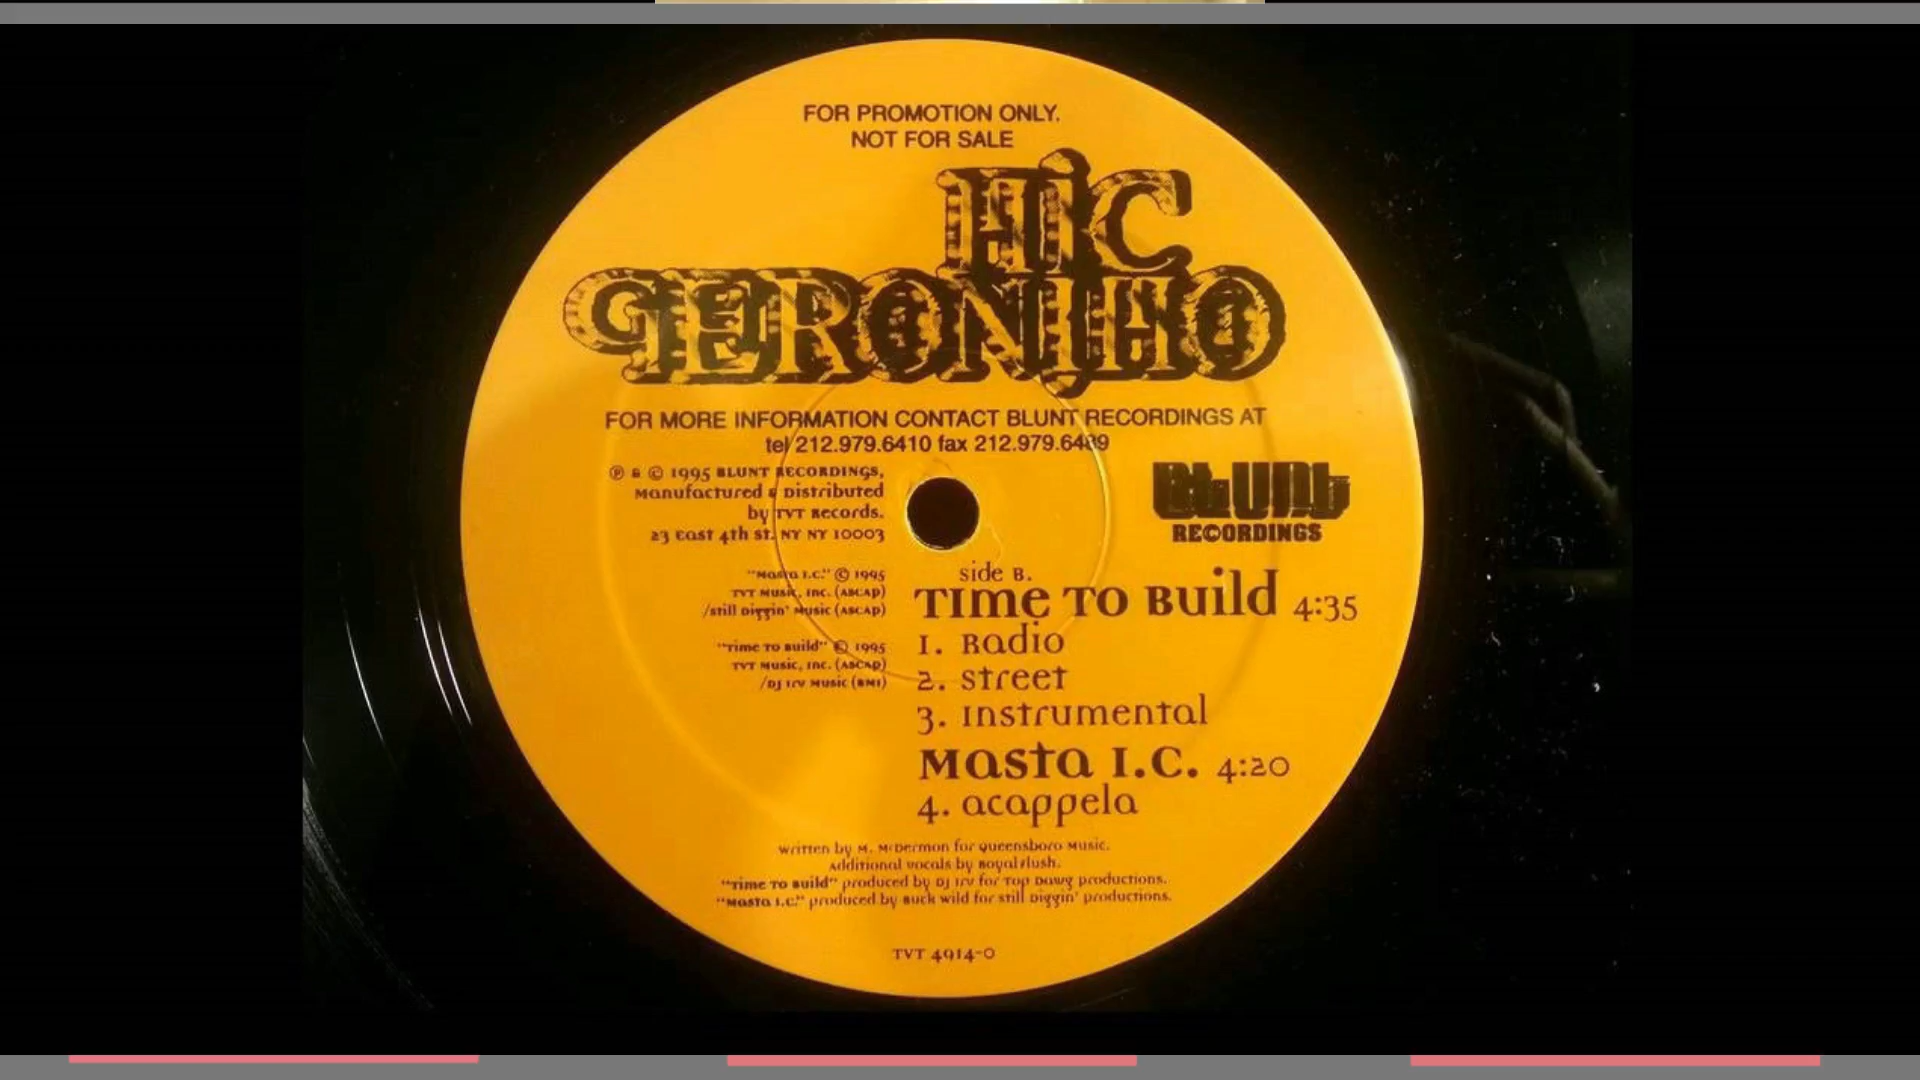 FOR PROMOTION ONLY.
NOT FOR SALE
MIC
GERONIMO
FOR MORE INFORMATION CONTACT BLUNT RECORDINGS AT
tel 212.979.6410 fax 212.979.6489
℗ & © 1995 BLUNT RECORDINGS,
Manufactured & Distributed
by TVT Records.
23 East 4th St. NY NY 10003
BLUNT
RECORDINGS
"Masta I.C." © 1995
TVT Music, Inc. (ASCAP)
/Still Diggin' Music (ASCAP)
"Time To Build" © 1995
TVT Music, Inc. (ASCAP)
/DJ Irv Music (BMI)
side B.
Time To Build 4:35
1. Radio
2. Street
3. Instrumental
Masta I.C. 4:20
4. acappela
written by M. McDermon for Queensboro Music.
Additional vocals by Royal Flush.
"Time To Build" produced by DJ Irv for Top Dawg productions.
"Masta I.C." produced by Buck Wild for Still Diggin' productions.
TVT 4914-0